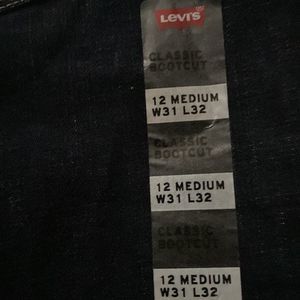 Levi's
CLASSIC
BOOTCUT
12 MEDIUM
W31 L32
CLASSIC
BOOTCUT
12 MEDIUM
W31 L32
CLASSIC
BOOTCUT
12 MEDIUM
W31 L32